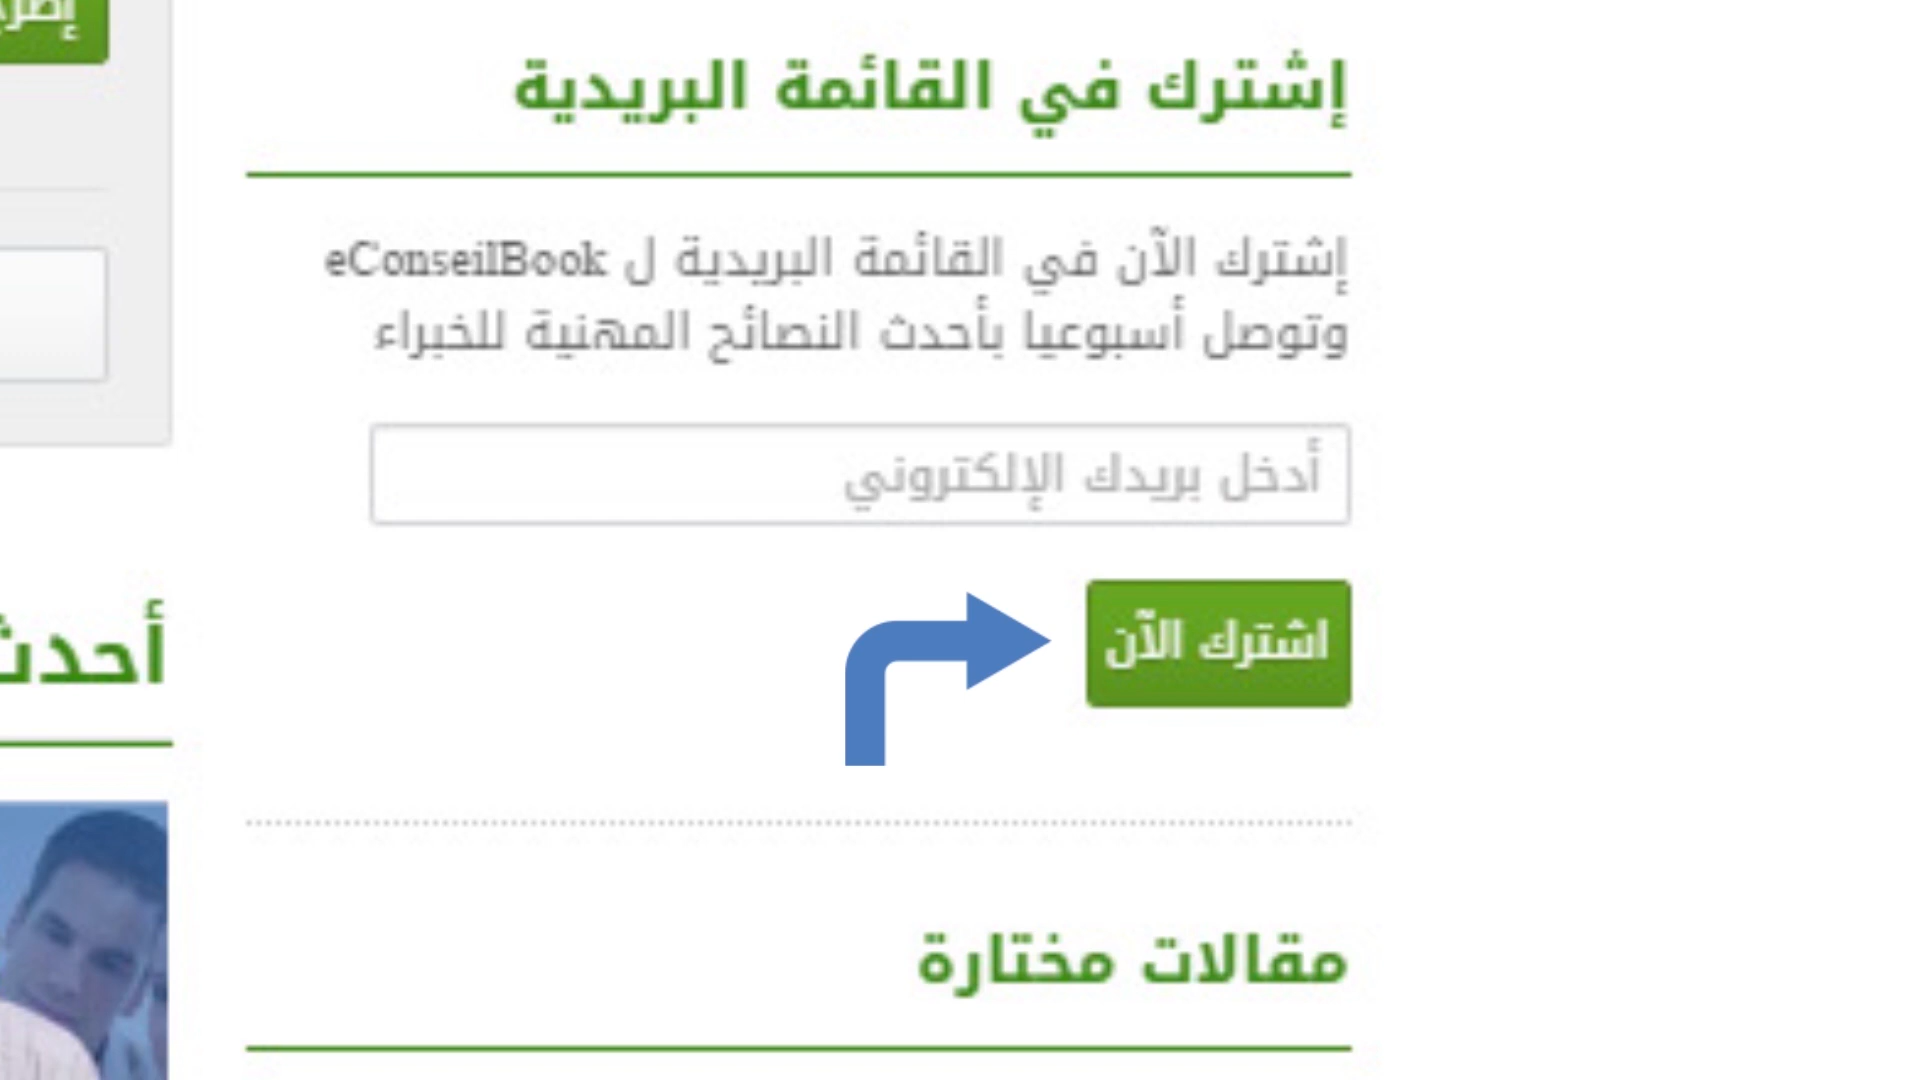 إشترك في القائمة البريدية
إشترك الآن في القائمة البريدية ل eConseilBook
وتوصل أسبوعيا بأحدث النصائح المهنية للخبراء
أدخل بريدك الإلكتروني
اشترك الآن
مقالات مختارة
أحدث